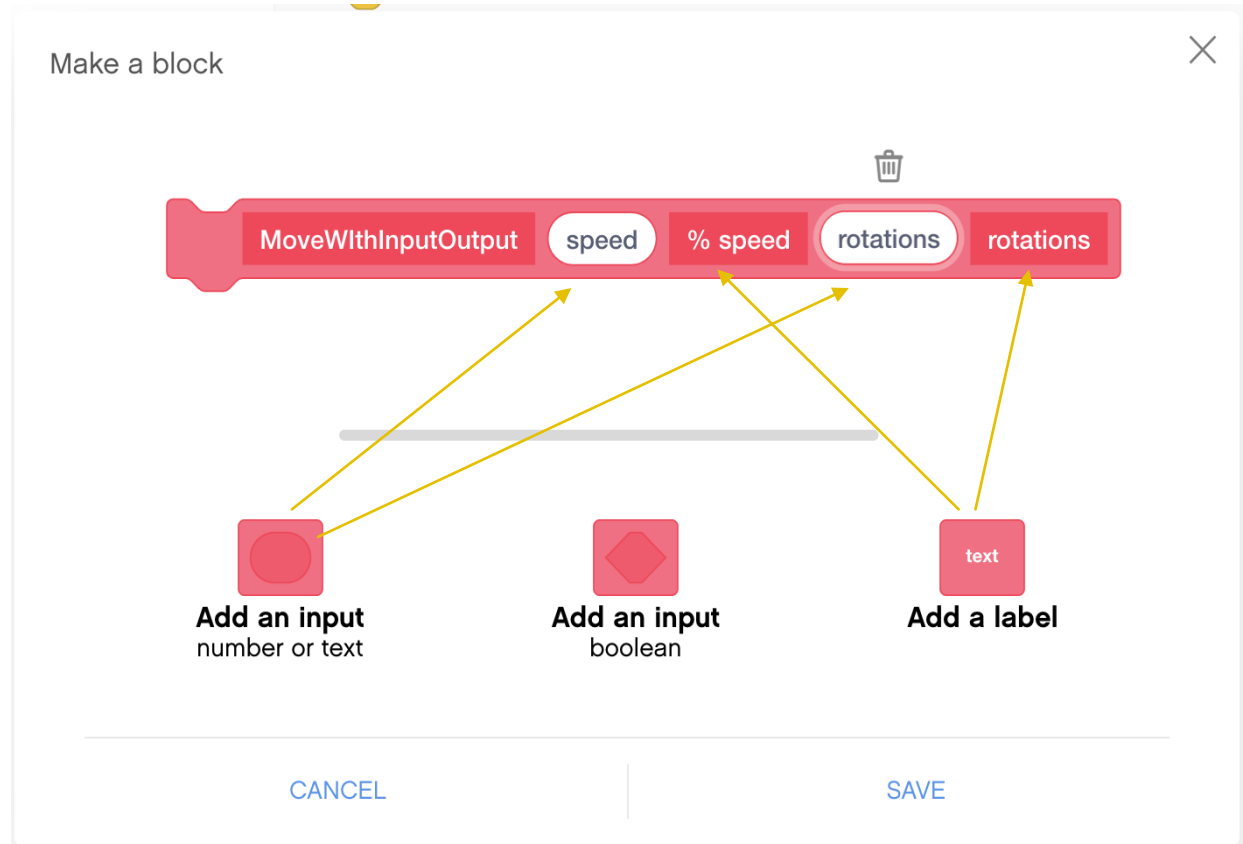 Make a block
MoveWIthInputOutput speed % speed rotations rotations
text
Add an input Add an input Add a label
number or text boolean
CANCEL SAVE